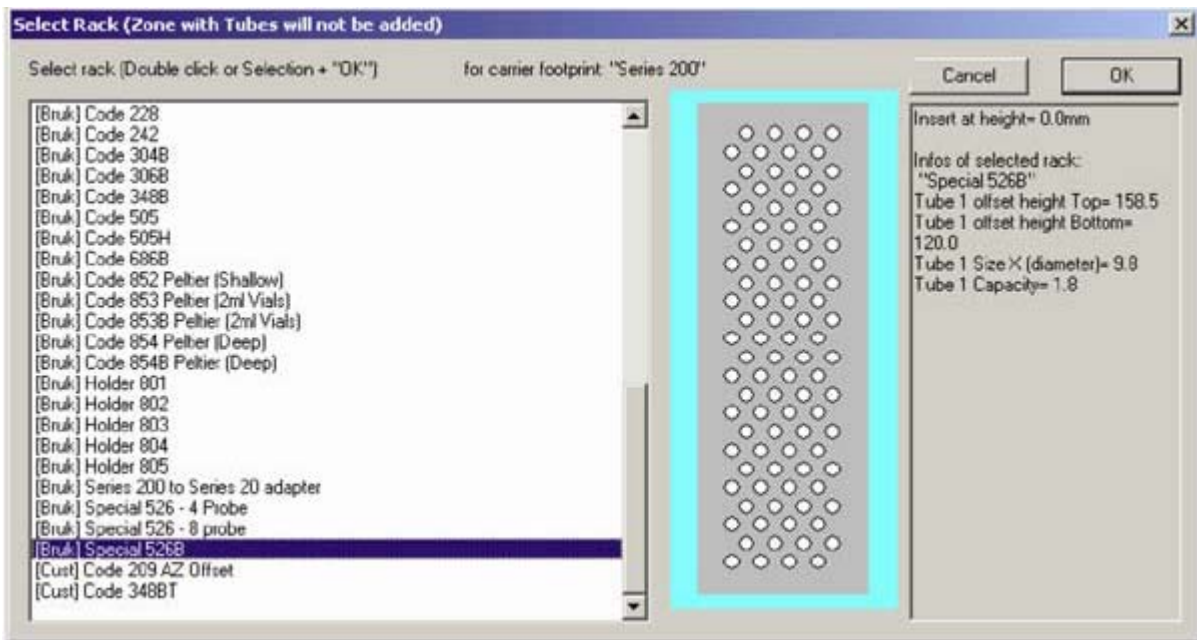 Select Rack (Zone with Tubes will not be added)
Select rack (Double click or Selection + "OK")
for carrier footprint: "Series 200"
Cancel
OK
[Bruk] Code 228
[Bruk] Code 242
[Bruk] Code 304B
[Bruk] Code 306B
[Bruk] Code 348B
[Bruk] Code 505
[Bruk] Code 505H
[Bruk] Code 686B
[Bruk] Code 852 Peltier (Shallow)
[Bruk] Code 853 Peltier (2ml Vials)
[Bruk] Code 853B Peltier (2ml Vials)
[Bruk] Code 854 Peltier (Deep)
[Bruk] Code 854B Peltier (Deep)
[Bruk] Holder 801
[Bruk] Holder 802
[Bruk] Holder 803
[Bruk] Holder 804
[Bruk] Holder 805
[Bruk] Series 200 to Series 20 adapter
[Bruk] Special 526 - 4 Probe
[Bruk] Special 526 - 8 probe
[Bruk] Special 526B
[Cust] Code 209 AZ Offset
[Cust] Code 348BT
Insert at height= 0.0mm
Infos of selected rack:
"Special 526B"
Tube 1 offset height Top= 158.5
Tube 1 offset height Bottom=
120.0
Tube 1 Size X (diameter)= 9.8
Tube 1 Capacity= 1.8